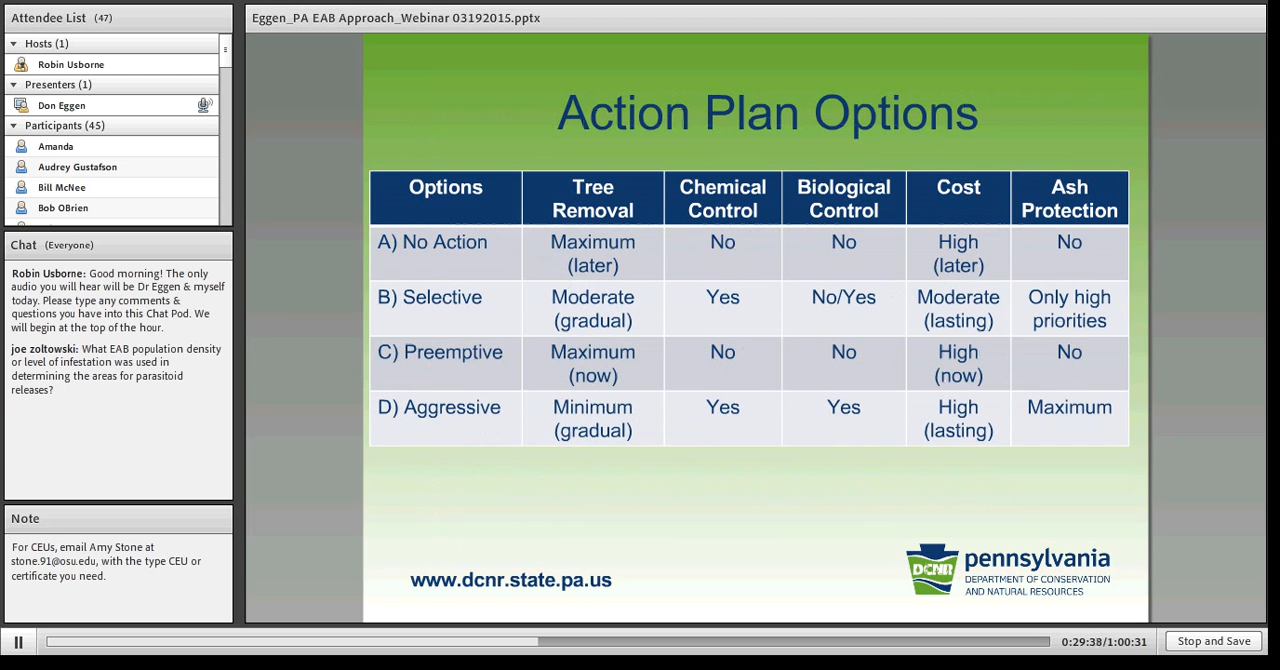 Attendee List (47)
Hosts (1)
Robin Usborne
Presenters (1)
Don Eggen
Participants (45)
Amanda
Audrey Gustafson
Bill McNee
Bob OBrien
Chat (Everyone)
Robin Usborne: Good morning! The only
audio you will hear will be Dr Eggen & myself
today. Please type any comments &
questions you have into this Chat Pod. We
will begin at the top of the hour.
joe zoltowski: What EAB population density
or level of infestation was used in
determining the areas for parasitoid
releases?
Note
For CEUs, email Amy Stone at
stone.91@osu.edu, with the type CEU or
certificate you need.
Eggen_PA EAB Approach_Webinar 03192015.pptx
Action Plan Options
Options Tree Removal Chemical Control Biological Control Cost Ash Protection
A) No Action Maximum (later) No No High (later) No
B) Selective Moderate (gradual) Yes No/Yes Moderate (lasting) Only high priorities
C) Preemptive Maximum (now) No No High (now) No
D) Aggressive Minimum (gradual) Yes Yes High (lasting) Maximum
www.dcnr.state.pa.us
DCNR
pennsylvania
DEPARTMENT OF CONSERVATION
AND NATURAL RESOURCES
0:29:38/1:00:31
Stop and Save